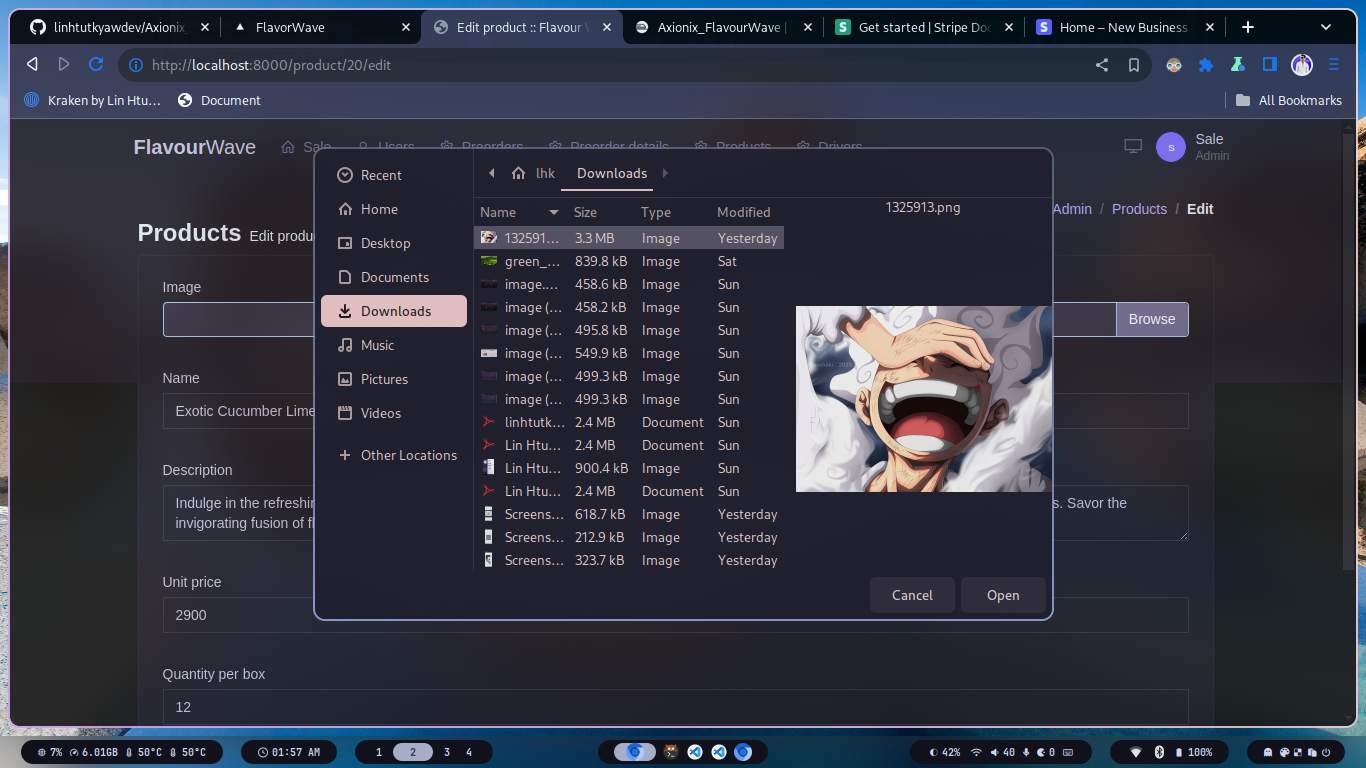 linhtutkyawdev/Axionix_
FlavorWave
Edit product :: Flavour W
Axionix_FlavourWave |
Get started | Stripe Doc
Home – New Business
http://localhost:8000/product/20/edit
Kraken by Lin Htu…
Document
All Bookmarks
FlavourWave
Sale
Users
Preorders
Preorder details
Products
Drivers
S
Sale
Admin
Products
Edit produ
Admin / Products / Edit
Image
Browse
Name
Exotic Cucumber Lime
Description
Indulge in the refreshin
s. Savor the
invigorating fusion of fl
Unit price
2900
Quantity per box
12
Recent
Home
Desktop
Documents
Downloads
Music
Pictures
Videos
Other Locations
lhk
Downloads
Name Size Type Modified
132591… 3.3 MB Image Yesterday
green_… 839.8 kB Image Sat
image.… 458.6 kB Image Sun
image (… 458.2 kB Image Sun
image (… 495.8 kB Image Sun
image (… 549.9 kB Image Sun
image (… 499.3 kB Image Sun
image (… 499.3 kB Image Sun
linhtutk… 2.4 MB Document Sun
Lin Htu… 2.4 MB Document Sun
Lin Htu… 900.4 kB Image Sun
Lin Htu… 2.4 MB Document Sun
Screens… 618.7 kB Image Yesterday
Screens… 212.9 kB Image Yesterday
Screens… 323.7 kB Image Yesterday
1325913.png
Cancel
Open
7% 6.01GB 50°C 50°C
01:57 AM
1 2 3 4
42% 40 0
100%